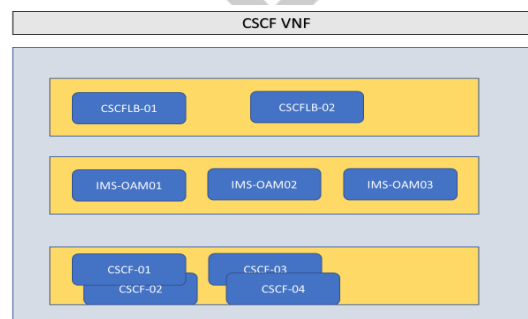 CSCF VNF
CSCFLB-01 CSCFLB-02
IMS-OAM01 IMS-OAM02 IMS-OAM03
CSCF-01 CSCF-03
CSCF-02 CSCF-04